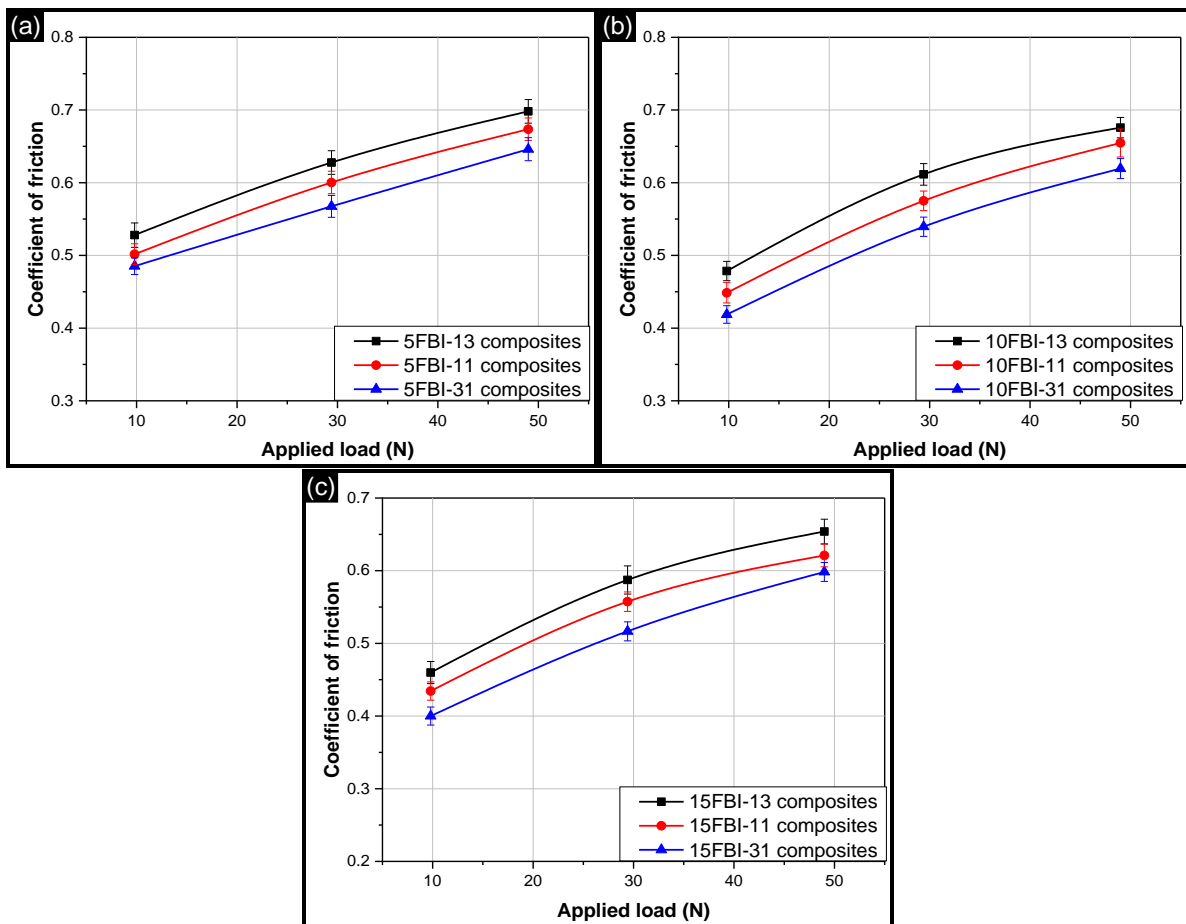 (a)
0.8
0.7
0.6
0.5
0.4
0.3
Coefficient of friction
5FBI-13 composites
5FBI-11 composites
5FBI-31 composites
10 20 30 40 50
Applied load (N)
(b)
0.8
0.7
0.6
0.5
0.4
0.3
Coefficient of friction
10FBI-13 composites
10FBI-11 composites
10FBI-31 composites
10 20 30 40 50
Applied load (N)
(c)
0.7
0.6
0.5
0.4
0.3
0.2
Coefficient of friction
15FBI-13 composites
15FBI-11 composites
15FBI-31 composites
10 20 30 40 50
Applied load (N)